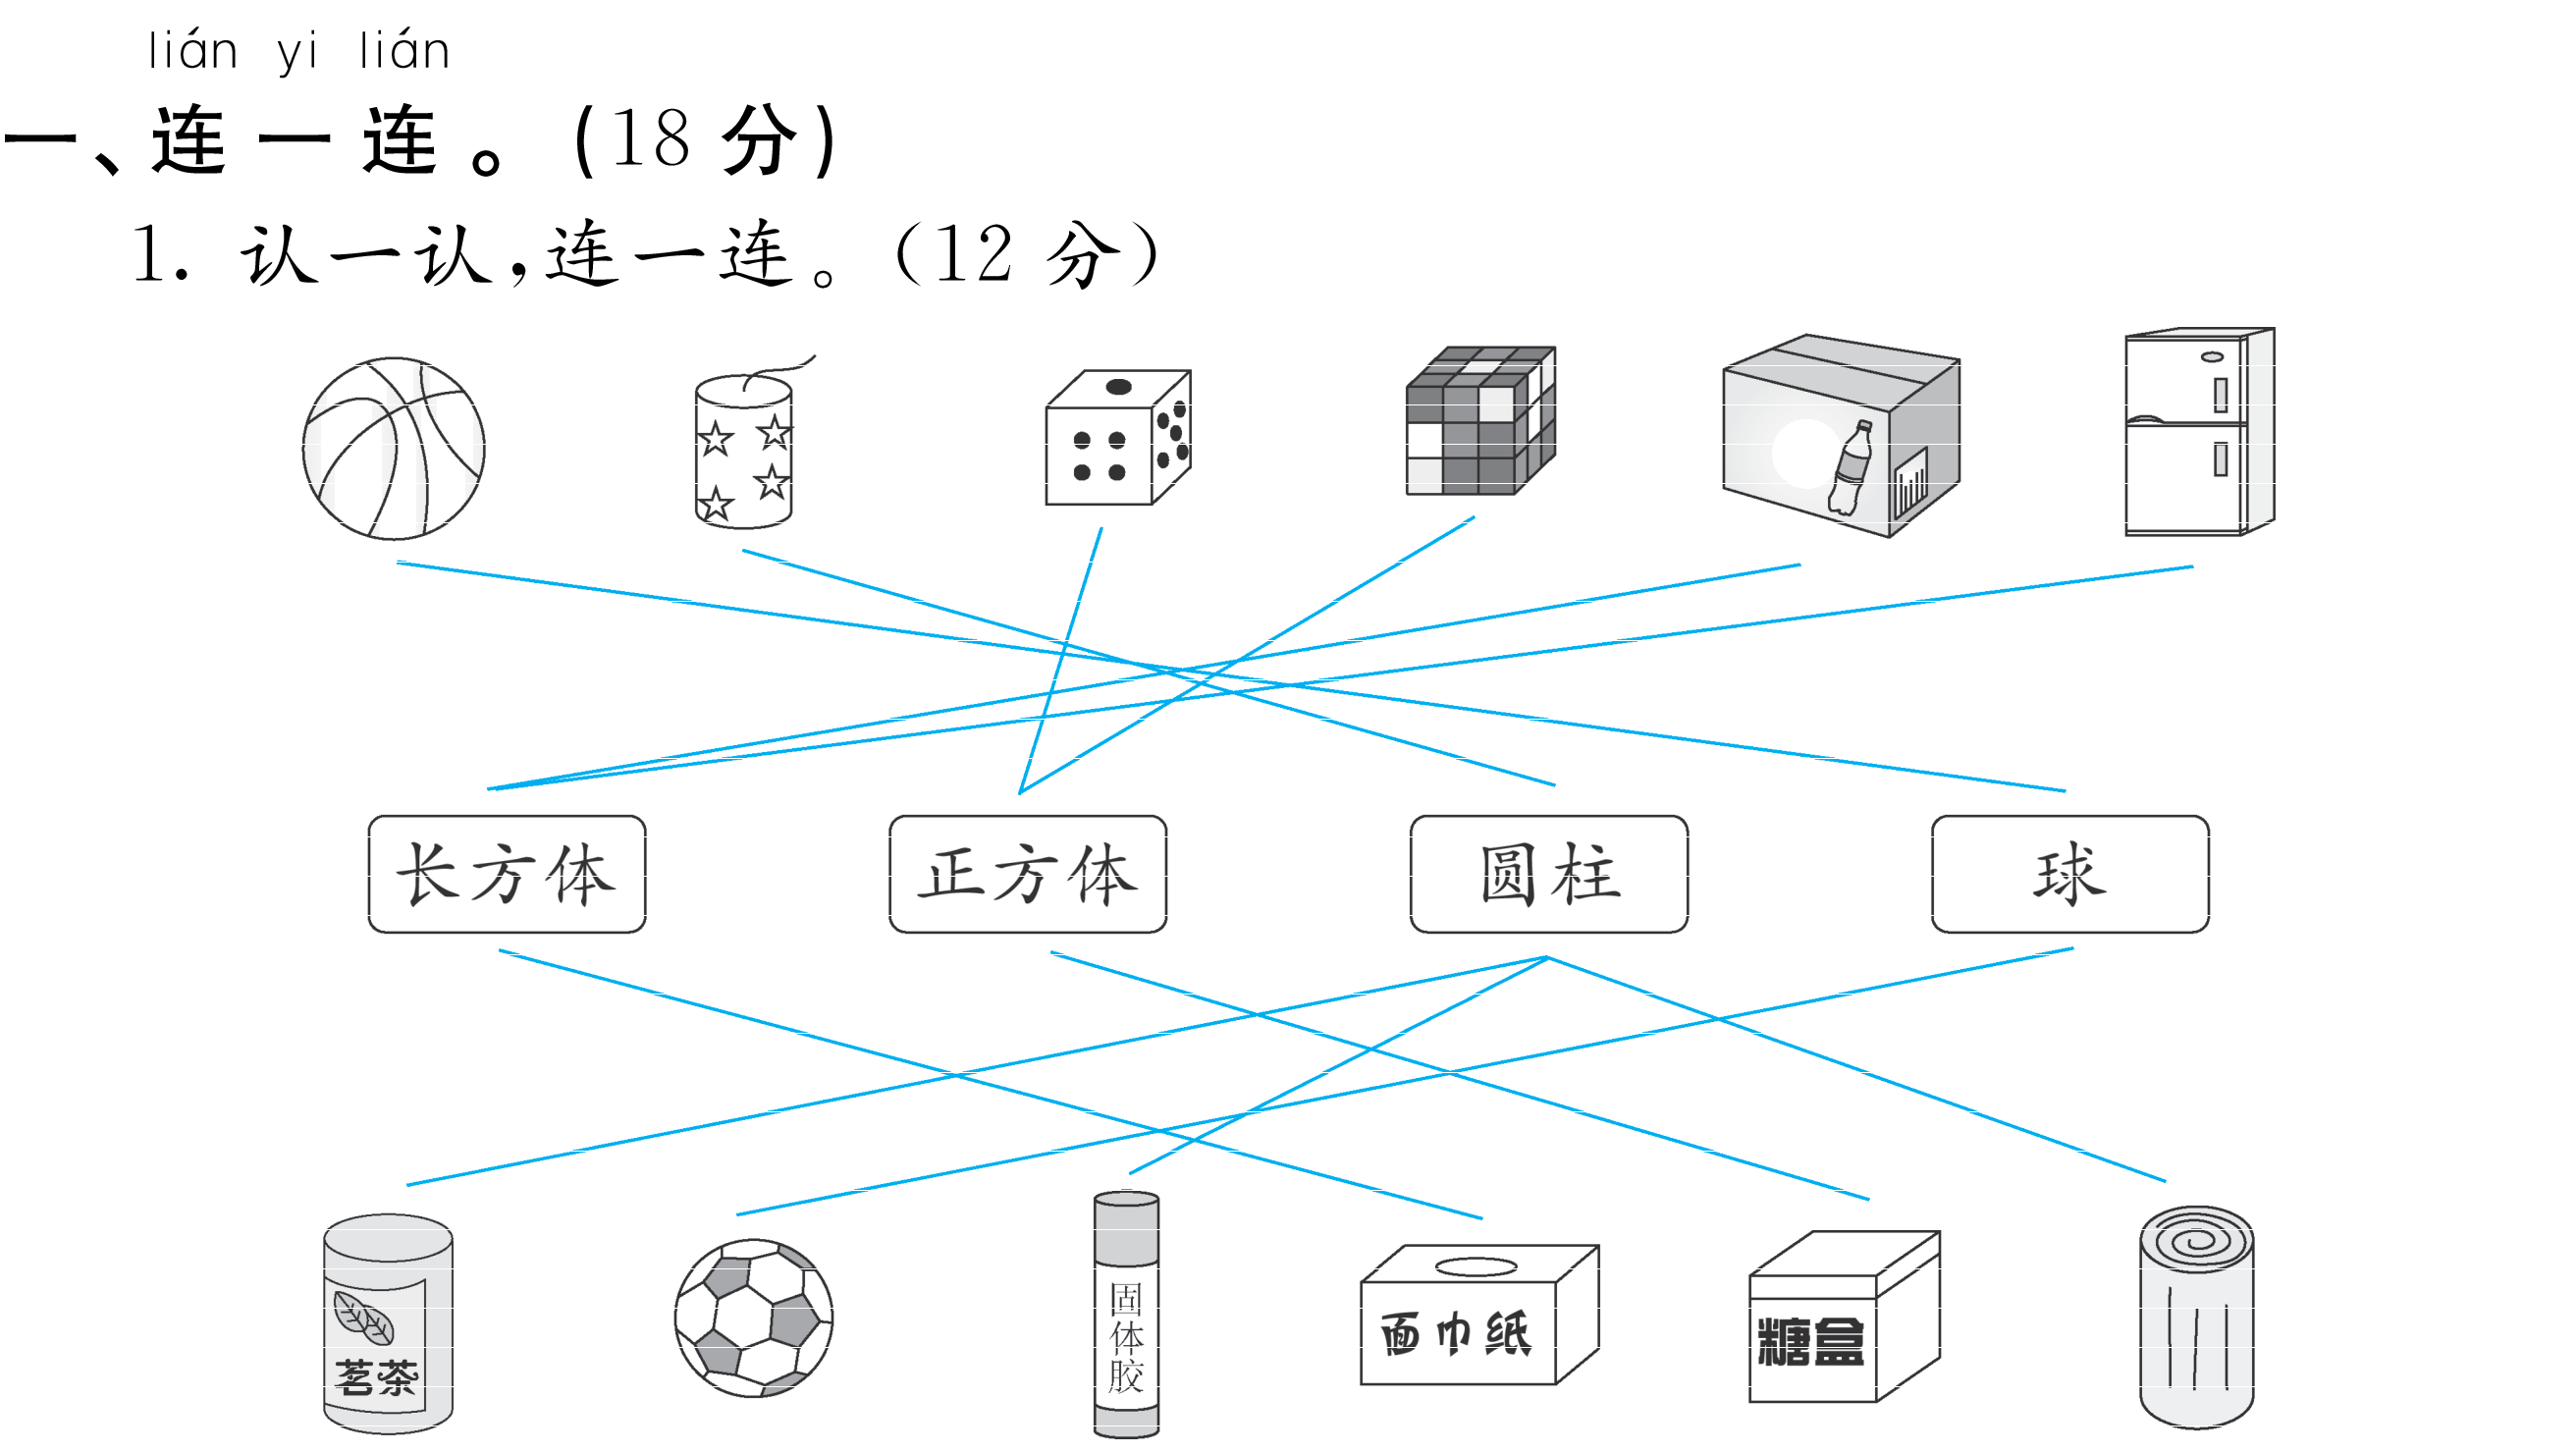 lián yi lián
一、连一连。(18分)
1. 认一认,连一连。(12分)
长方体 正方体 圆柱 球
茗茶 固体胶 面巾纸 糖盒